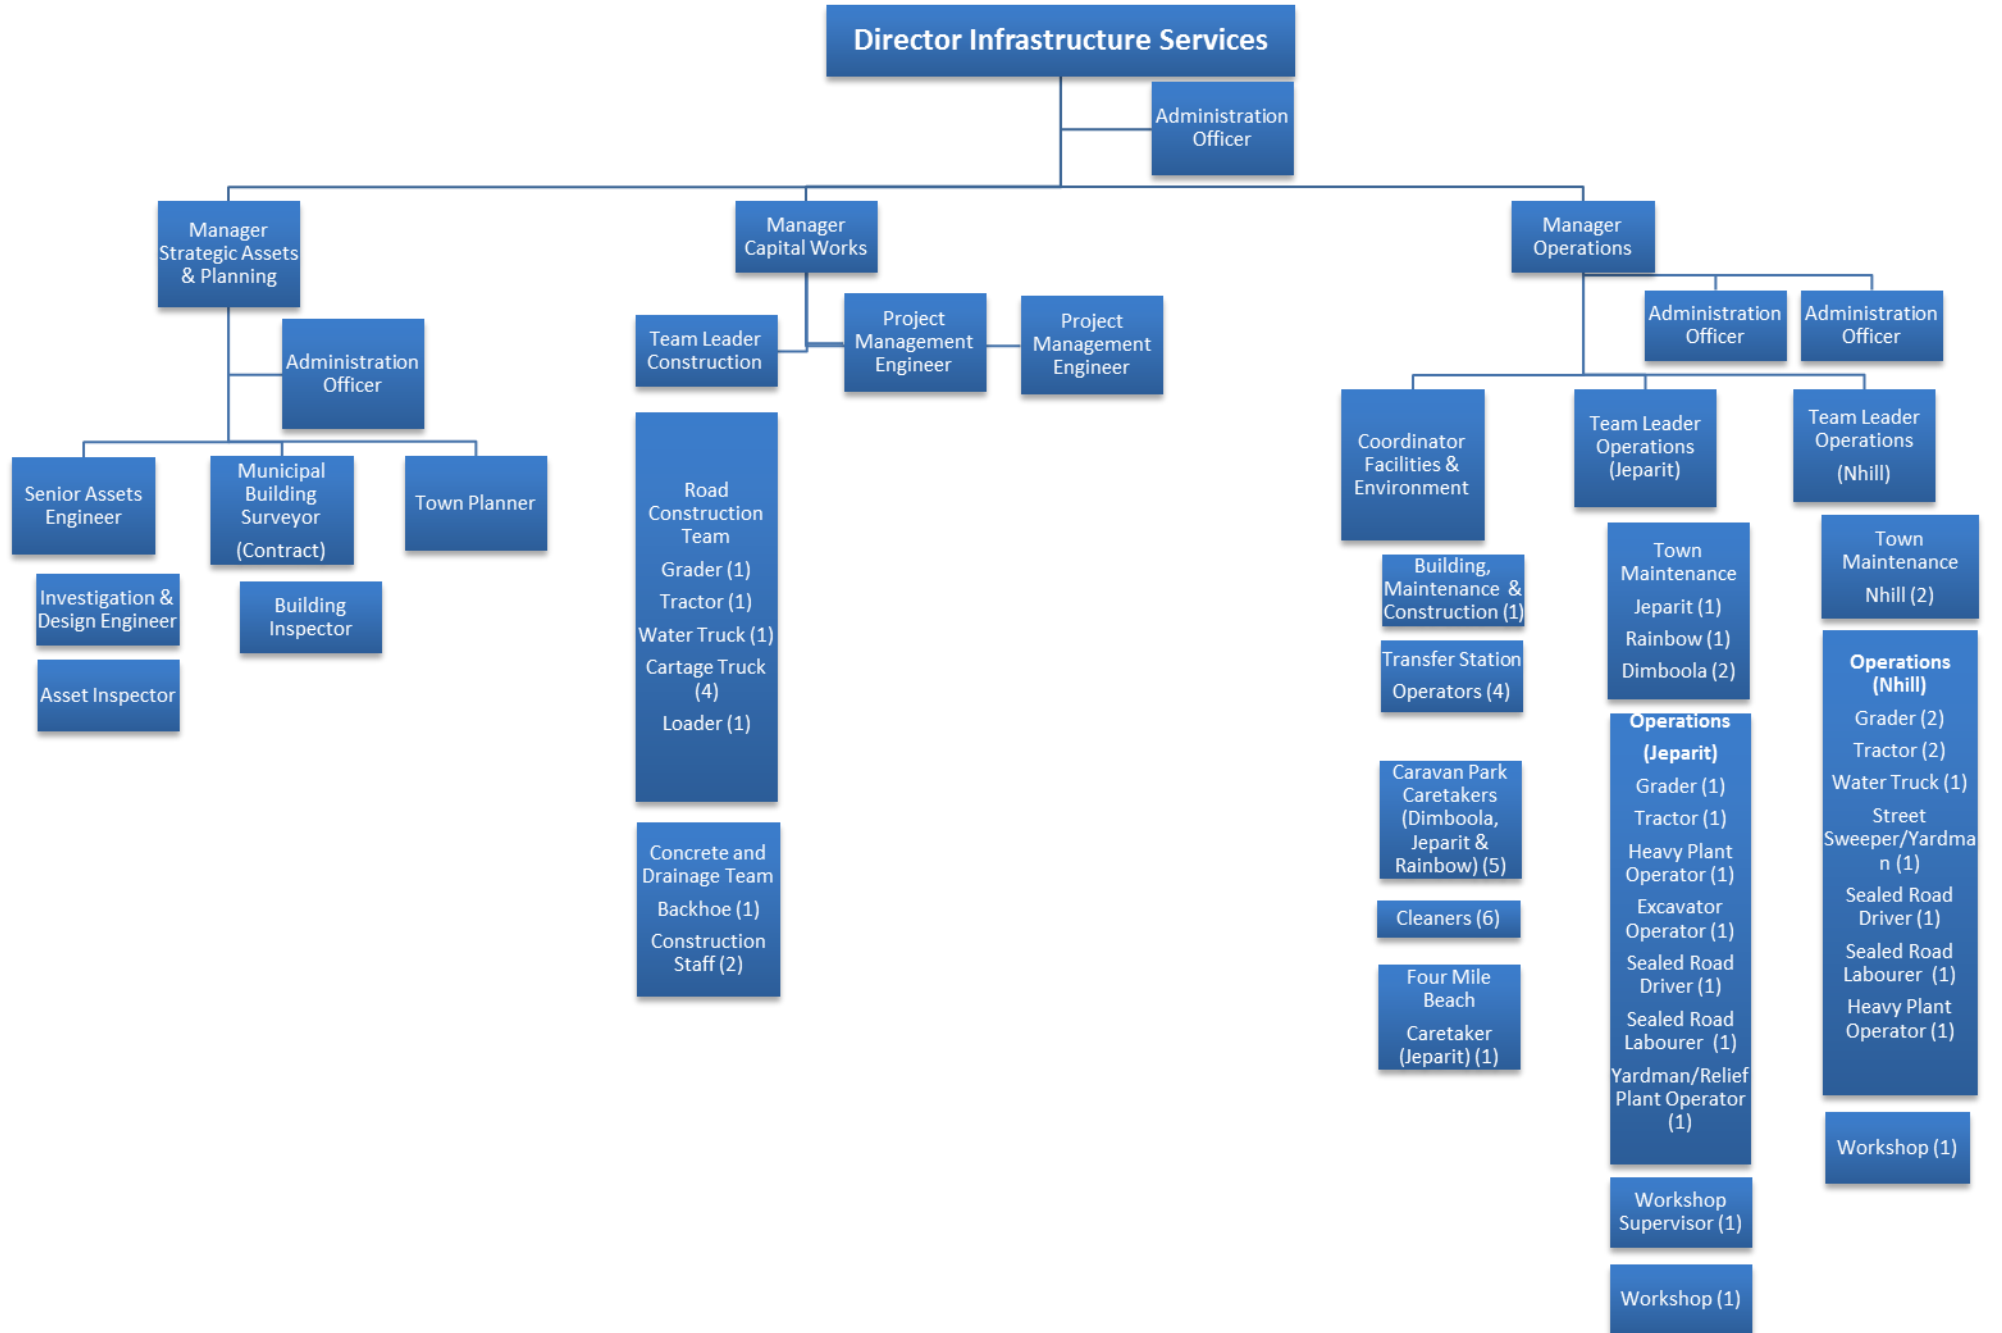 Director Infrastructure Services
Administration
Officer
Manager
Strategic Assets
& Planning
Manager
Capital Works
Manager
Operations
Administration
Officer
Team Leader
Construction
Project
Management
Engineer
Project
Management
Engineer
Administration
Officer
Administration
Officer
Senior Assets
Engineer
Municipal
Building
Surveyor
(Contract)
Town Planner
Investigation &
Design Engineer
Building
Inspector
Asset Inspector
Road
Construction
Team
Grader (1)
Tractor (1)
Water Truck (1)
Cartage Truck
(4)
Loader (1)
Concrete and
Drainage Team
Backhoe (1)
Construction
Staff (2)
Coordinator
Facilities &
Environment
Building,
Maintenance &
Construction (1)
Transfer Station
Operators (4)
Caravan Park
Caretakers
(Dimboola,
Jeparit &
Rainbow) (5)
Cleaners (6)
Four Mile
Beach
Caretaker
(Jeparit) (1)
Team Leader
Operations
(Jeparit)
Town
Maintenance
Jeparit (1)
Rainbow (1)
Dimboola (2)
Operations
(Jeparit)
Grader (1)
Tractor (1)
Heavy Plant
Operator (1)
Excavator
Operator (1)
Sealed Road
Driver (1)
Sealed Road
Labourer (1)
Yardman/Relief
Plant Operator
(1)
Workshop
Supervisor (1)
Workshop (1)
Team Leader
Operations
(Nhill)
Town
Maintenance
Nhill (2)
Operations
(Nhill)
Grader (2)
Tractor (2)
Water Truck (1)
Street
Sweeper/Yardma
n (1)
Sealed Road
Driver (1)
Sealed Road
Labourer (1)
Heavy Plant
Operator (1)
Workshop (1)